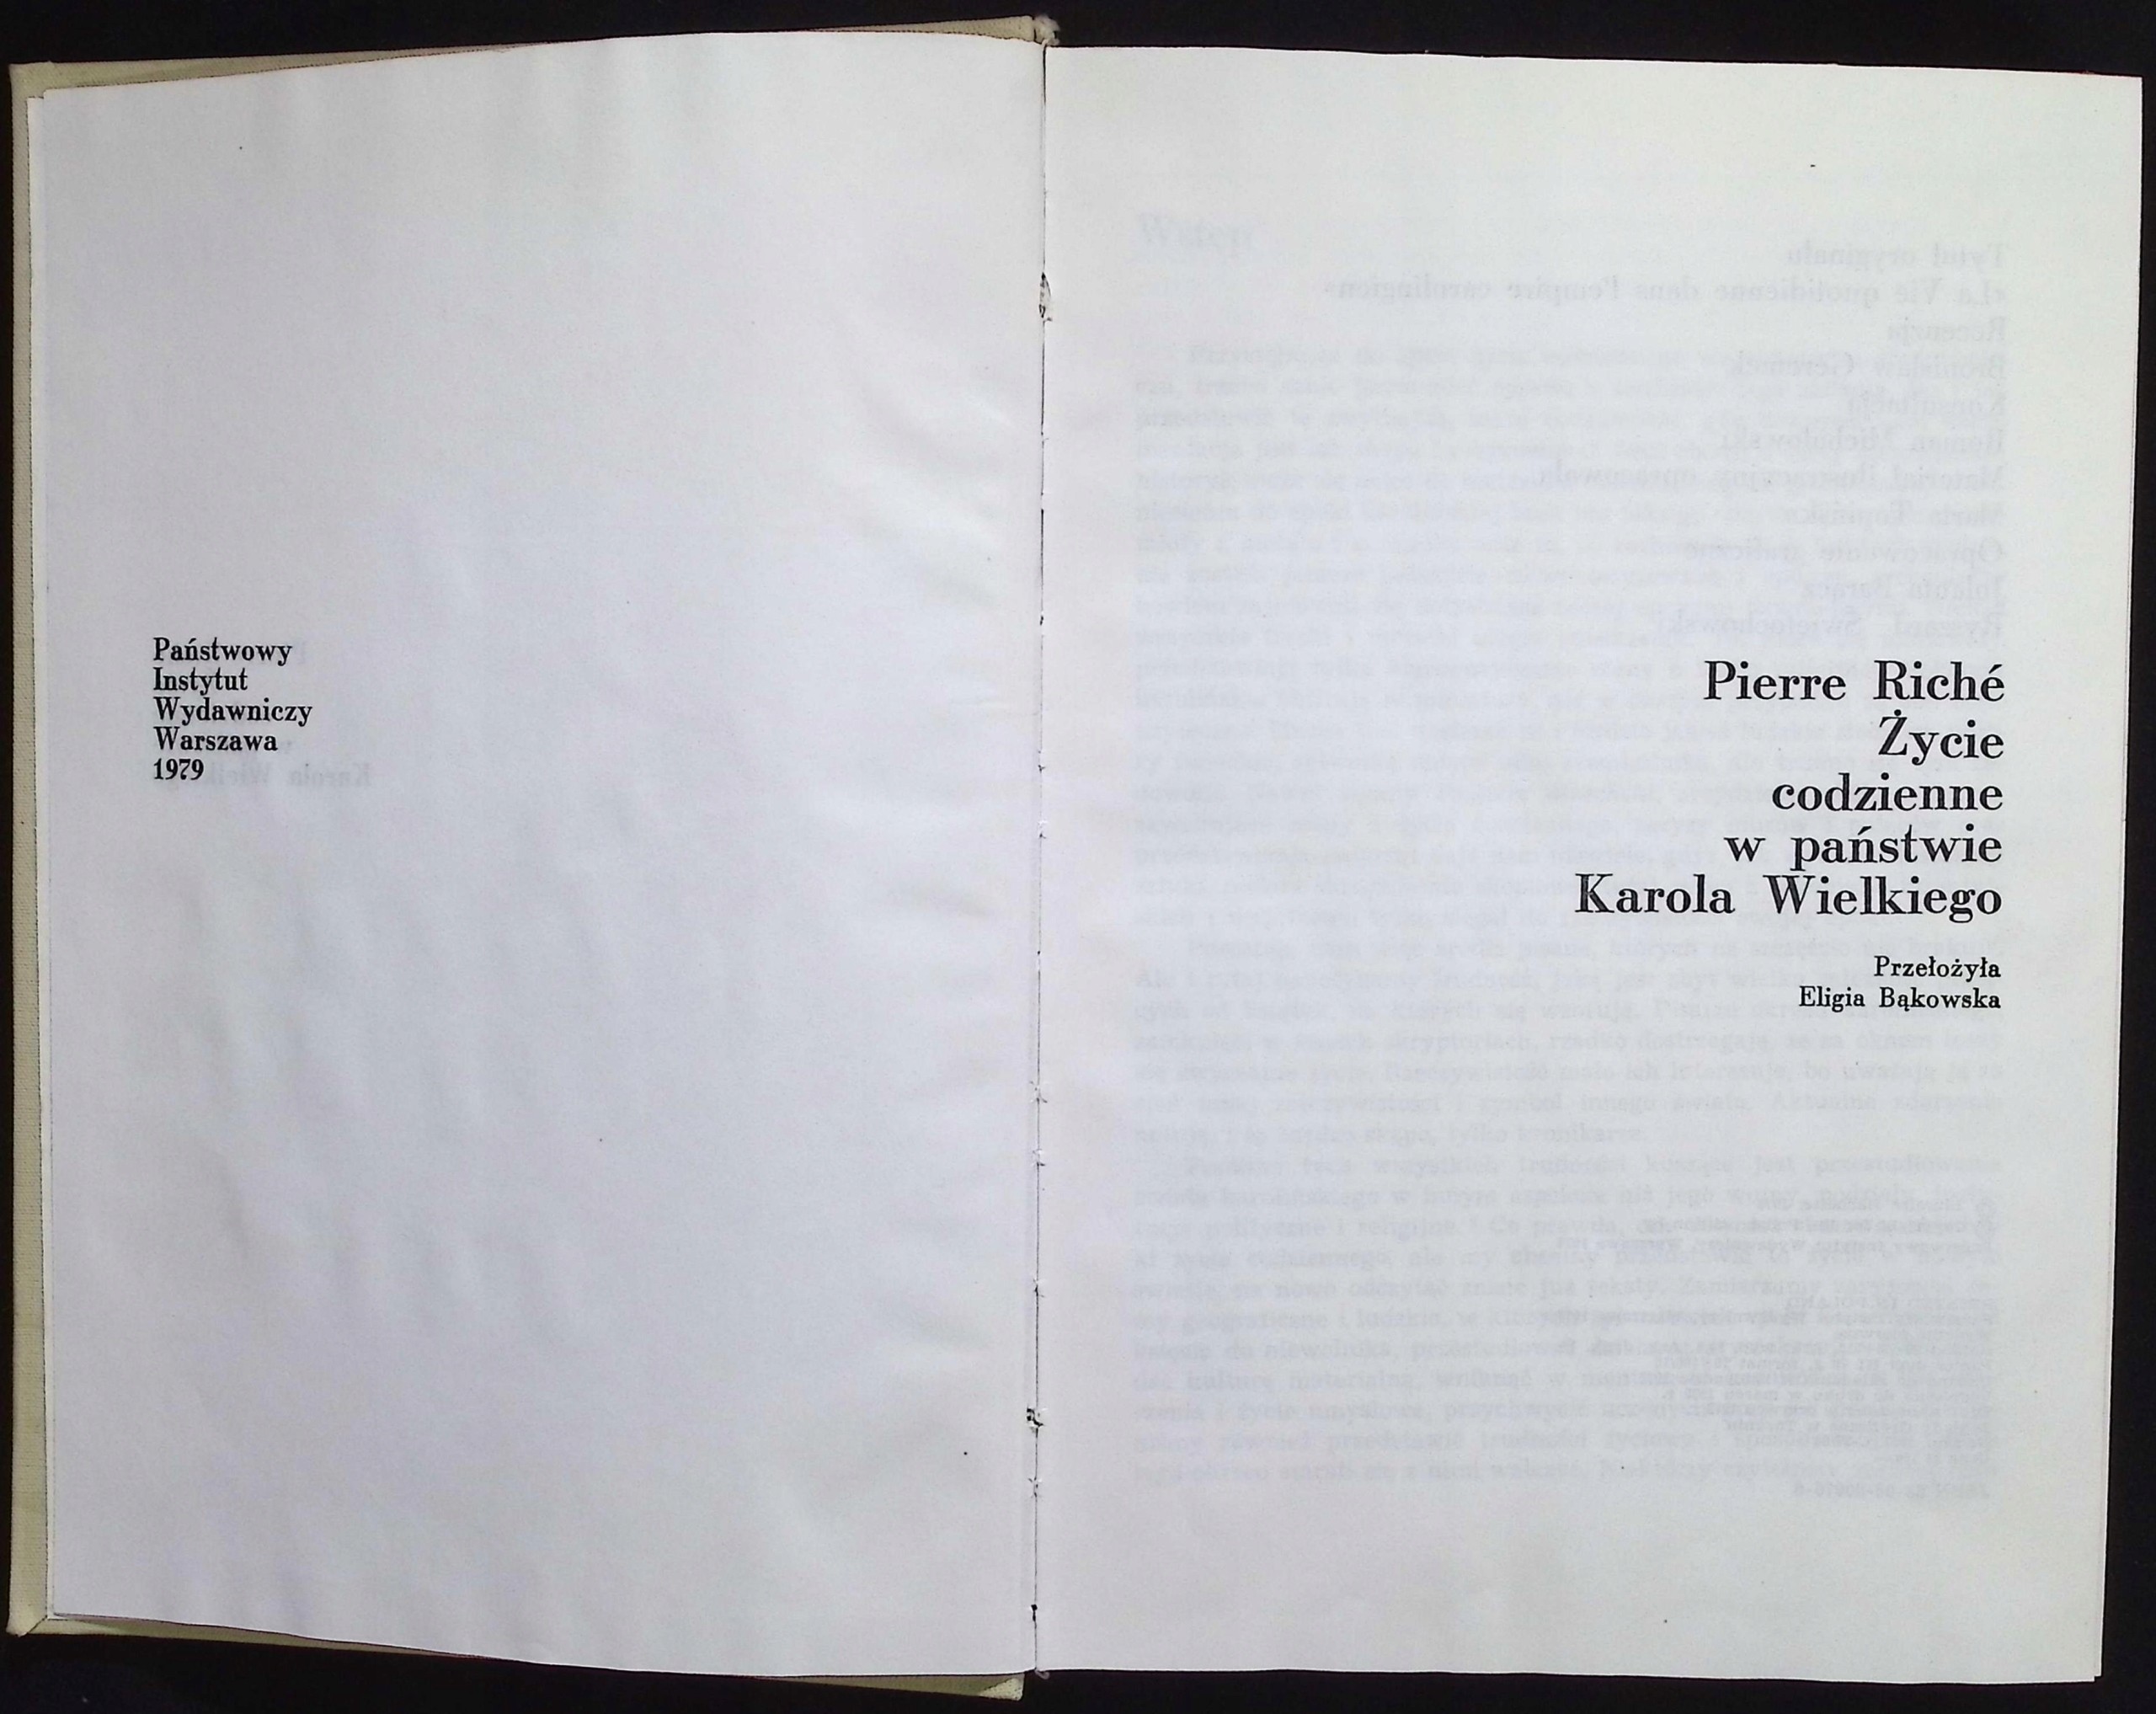 Państwowy
Instytut
Wydawniczy
Warszawa
1979
Pierre Riché
Życie
codzienne
w państwie
Karola Wielkiego
Przełożyła
Eligia Bąkowska